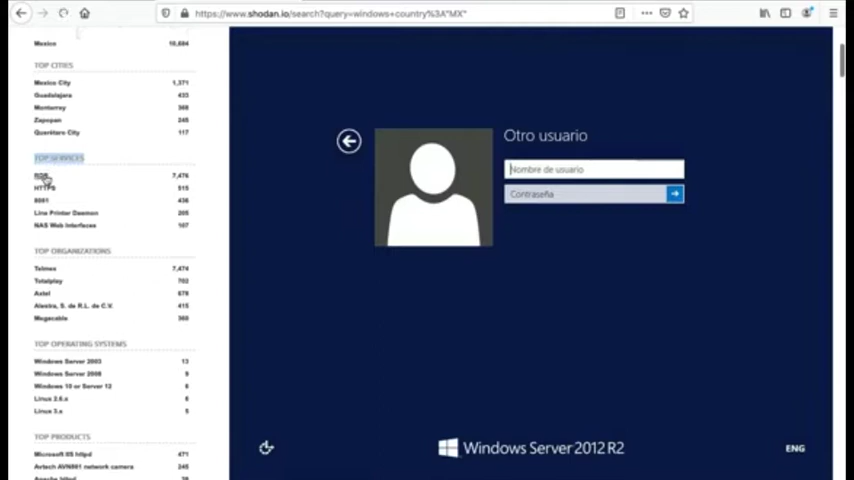 https://www.shodan.io/search?query=windows+country%3A"MX"
Mexico 10,884
TOP CITIES
Mexico City 1,371
Guadalajara 433
Monterrey 368
Zapopan 245
Querétaro City 117
TOP SERVICES
RDP 7,476
HTTPS 515
8081 436
Line Printer Daemon 205
NAS Web Interfaces 107
TOP ORGANIZATIONS
Telmex 7,474
Totalplay 702
Axtel 678
Alestra, S. de R.L. de C.V. 415
Megacable 360
TOP OPERATING SYSTEMS
Windows Server 2003 13
Windows Server 2008 9
Windows 10 or Server 12 8
Linux 2.6.x 6
Linux 3.x 5
TOP PRODUCTS
Microsoft IIS httpd 471
Avtech AVN801 network camera 245
Apache httpd
Otro usuario
Nombre de usuario
Contraseña
Windows Server 2012 R2
ENG